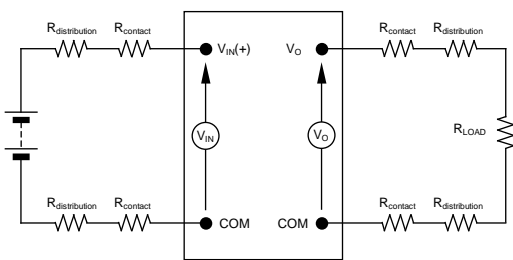 R_distribution R_contact V_IN(+) V_O R_contact R_distribution
V_IN V_O R_LOAD
R_distribution R_contact COM COM R_contact R_distribution